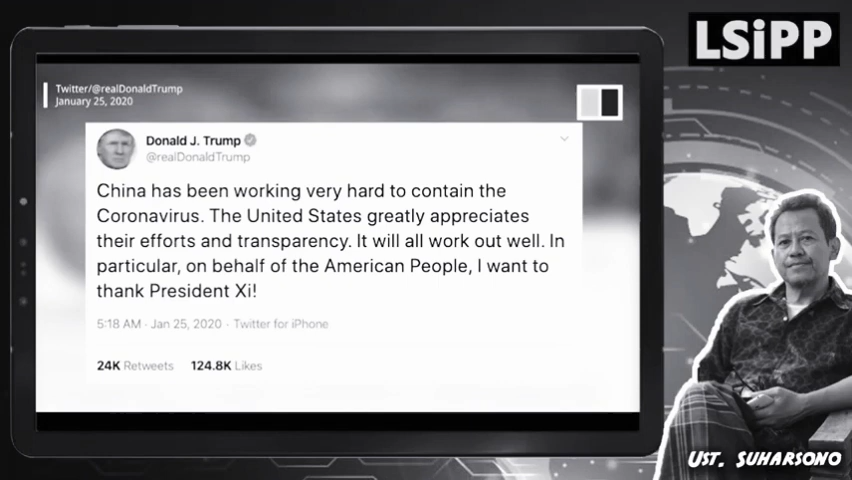 LSiPP
Twitter/@realDonaldTrump
January 25, 2020
Donald J. Trump
@realDonaldTrump
China has been working very hard to contain the
Coronavirus. The United States greatly appreciates
their efforts and transparency. It will all work out well. In
particular, on behalf of the American People, I want to
thank President Xi!
5:18 AM · Jan 25, 2020 · Twitter for iPhone
24K Retweets 124.8K Likes
UST. SUHARSONO